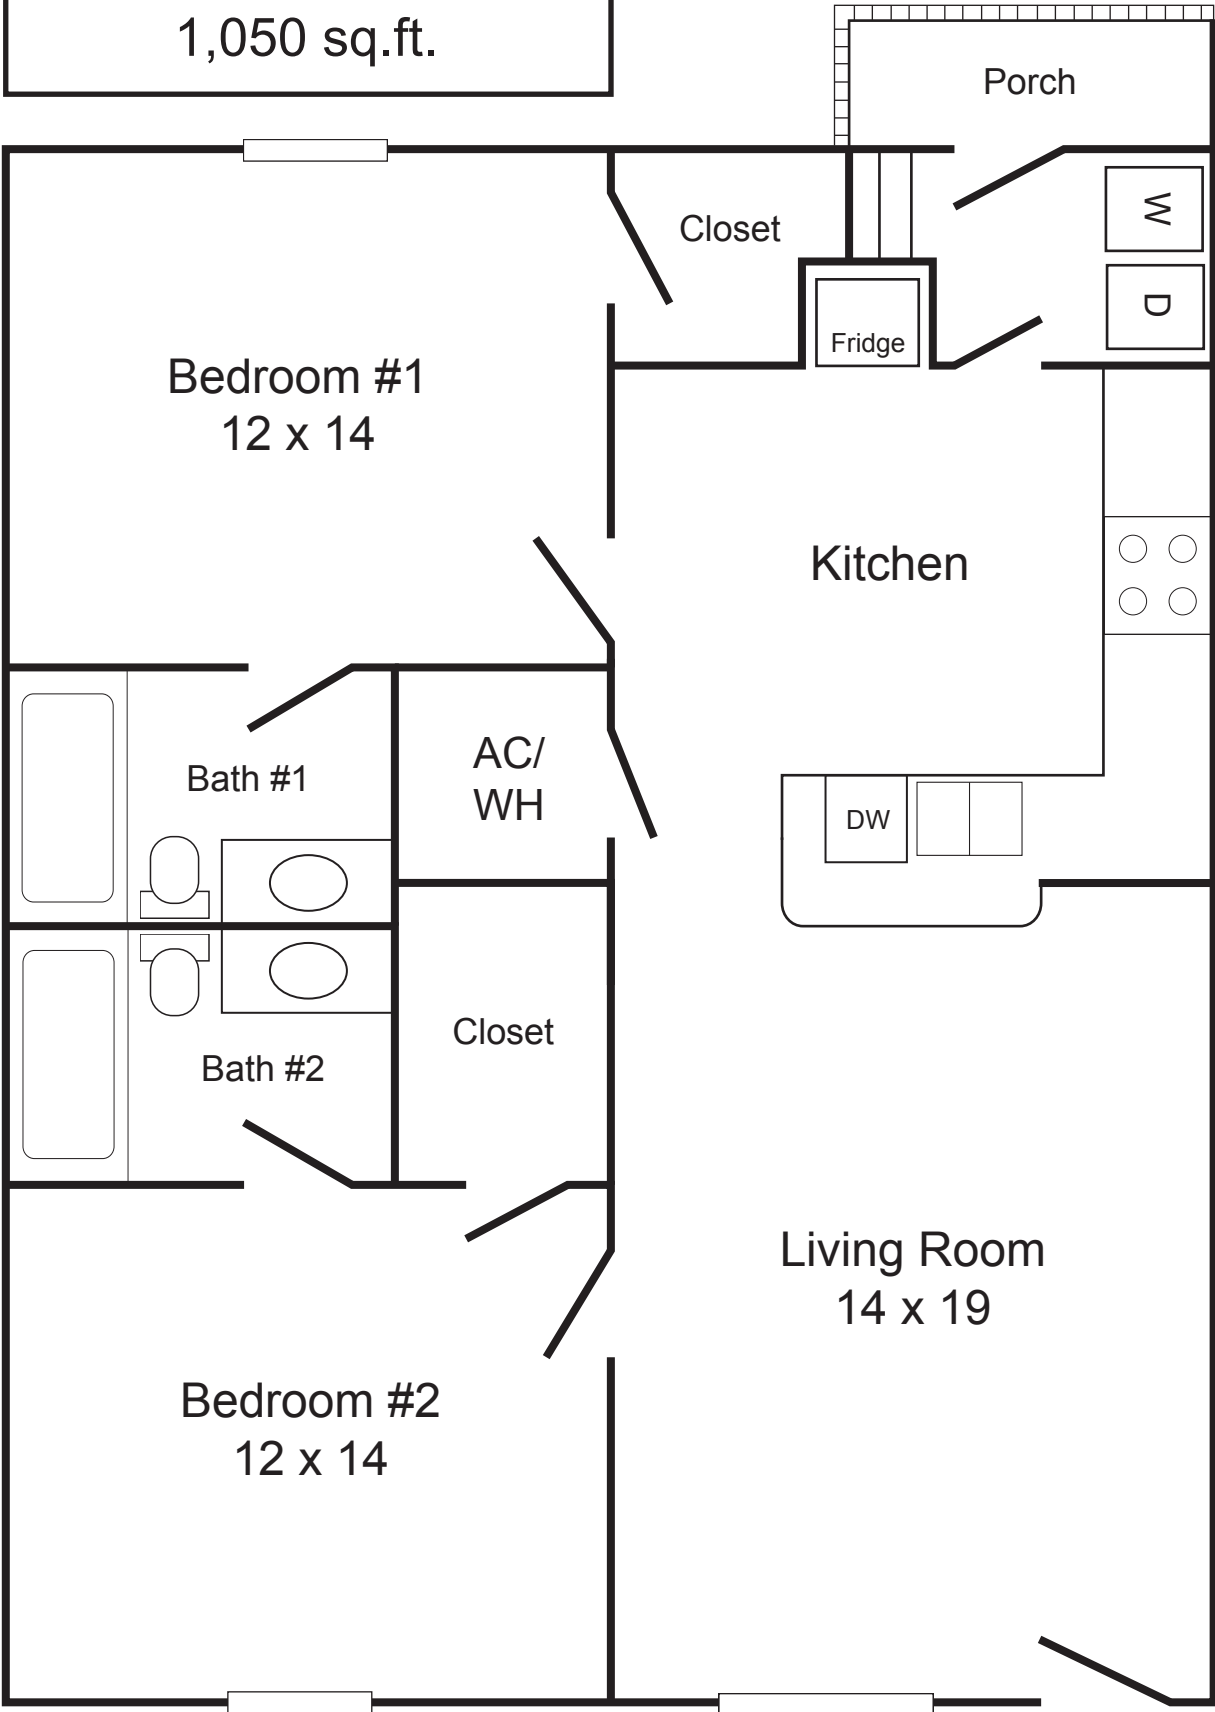 1,050 sq.ft.
Porch
Closet
W
D
Fridge
Bedroom #1
12 x 14
Kitchen
AC/
WH
Bath #1
DW
Closet
Bath #2
Living Room
14 x 19
Bedroom #2
12 x 14